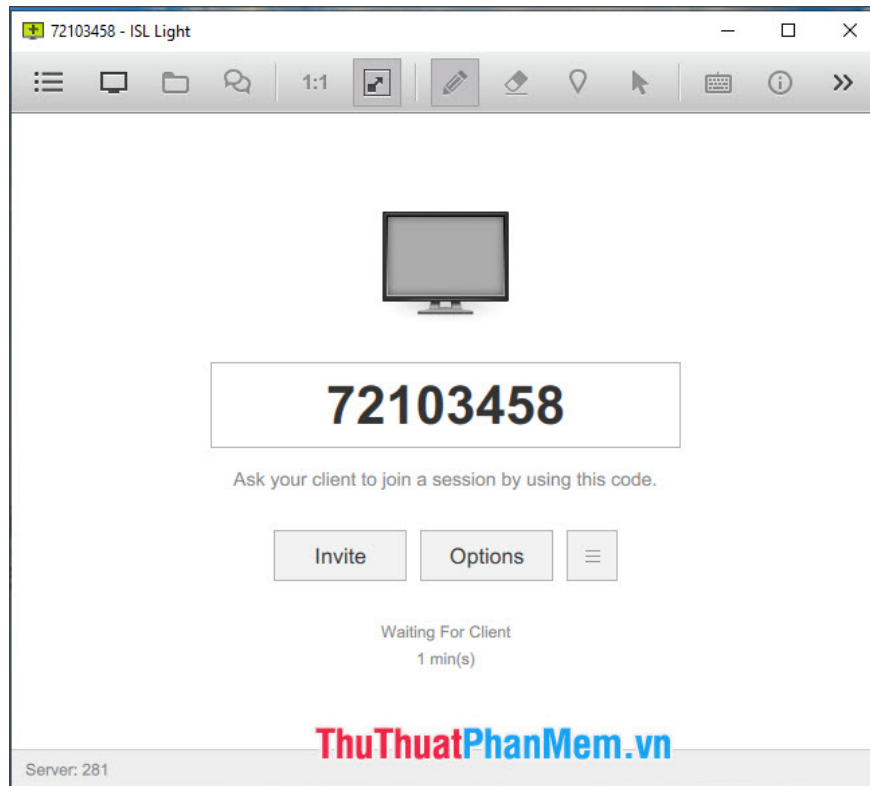 72103458 - ISL Light
1:1
72103458
Ask your client to join a session by using this code.
Invite
Options
Waiting For Client
1 min(s)
ThuThuatPhanMem.vn
Server: 281